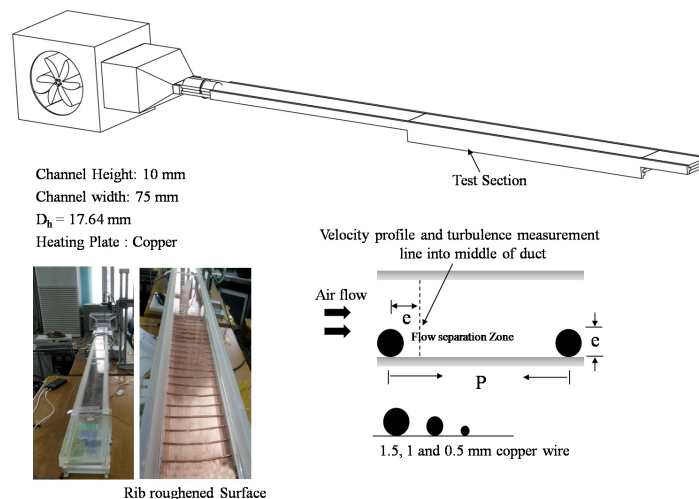 Test Section
Channel Height: 10 mm
Channel width: 75 mm
Dₕ = 17.64 mm
Heating Plate : Copper
Velocity profile and turbulence measurement
line into middle of duct
Air flow
e
Flow separation Zone
e
P
1.5, 1 and 0.5 mm copper wire
Rib roughened Surface